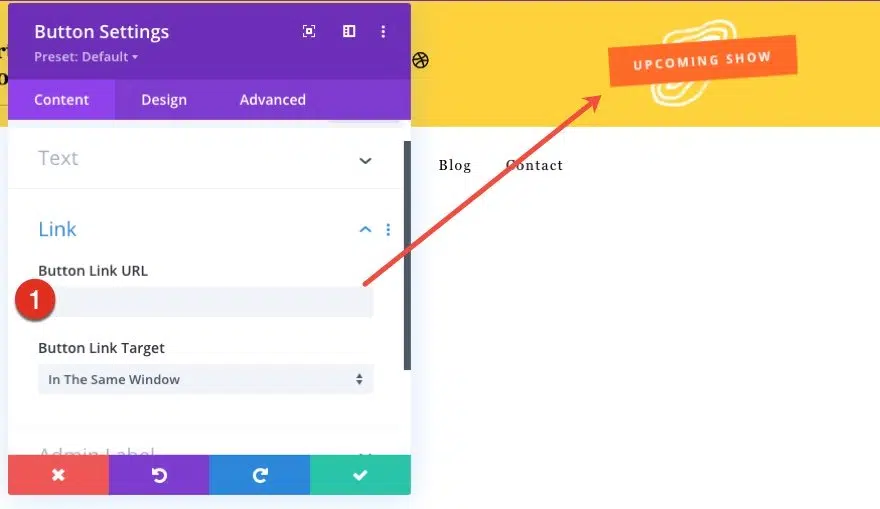 Button Settings
Preset: Default
Content
Design
Advanced
Text
Link
Button Link URL
1
Button Link Target
In The Same Window
Admin Label
UPCOMING SHOW
Blog
Contact